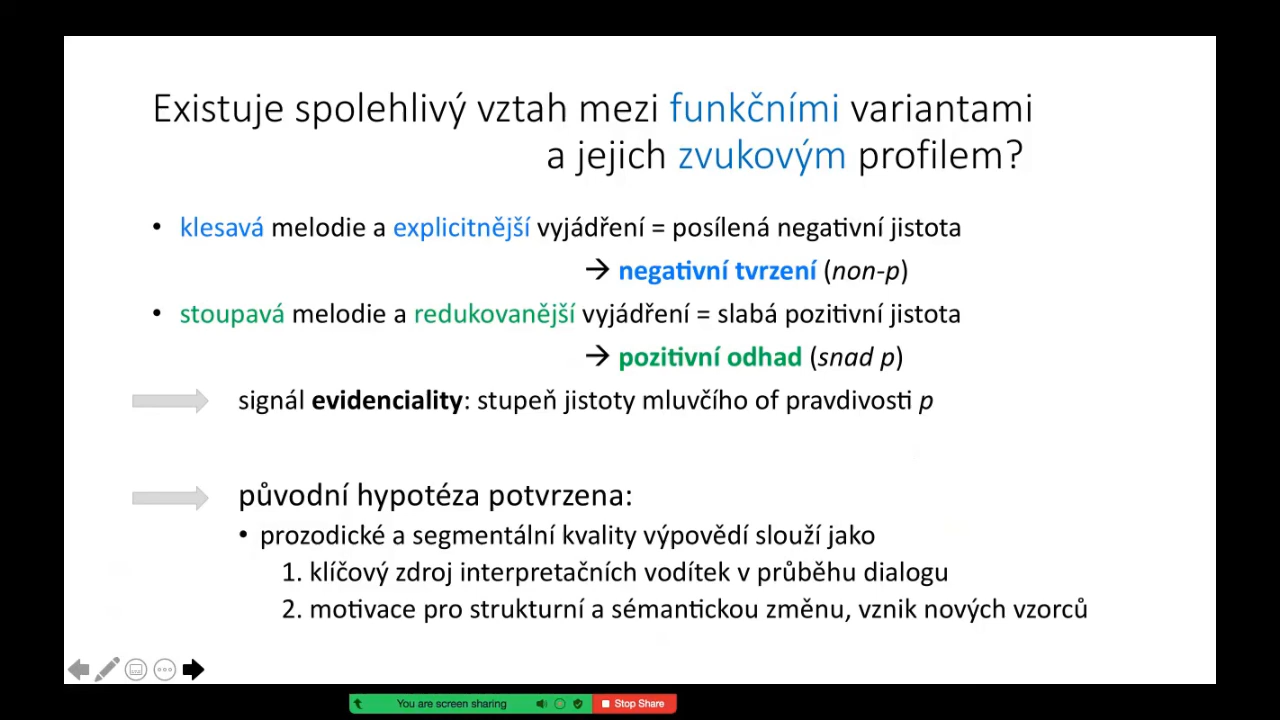 Existuje spolehlivý vztah mezi funkčními variantami
a jejich zvukovým profilem?
• klesavá melodie a explicitnější vyjádření = posílená negativní jistota
→ negativní tvrzení (non-p)
• stoupavá melodie a redukovanější vyjádření = slabá pozitivní jistota
→ pozitivní odhad (snad p)
signál evidenciality: stupeň jistoty mluvčího of pravdivosti p
původní hypotéza potvrzena:
• prozodické a segmentální kvality výpovědí slouží jako
1. klíčový zdroj interpretačních vodítek v průběhu dialogu
2. motivace pro strukturní a sémantickou změnu, vznik nových vzorců
You are screen sharing
Stop Share